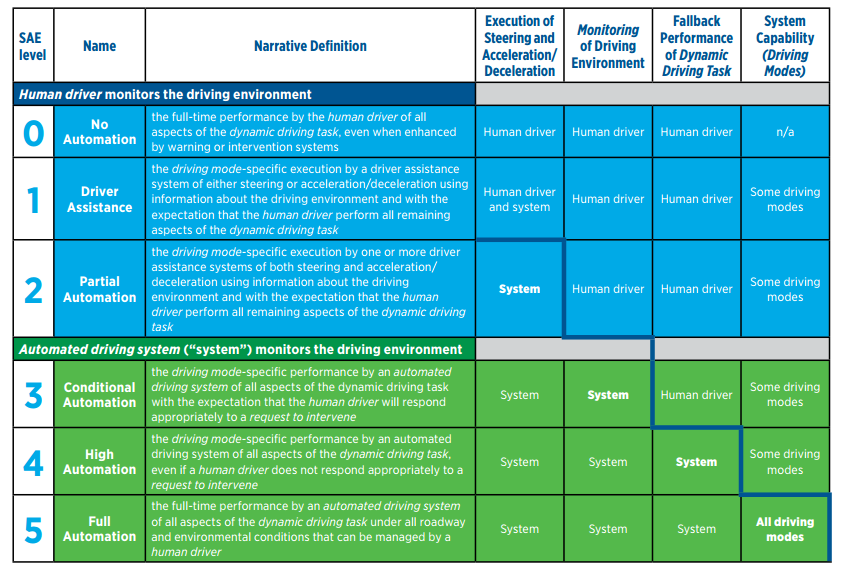 SAE
level
Name
Narrative Definition
Execution of
Steering and
Acceleration/
Deceleration
Monitoring
of Driving
Environment
Fallback
Performance
of Dynamic
Driving Task
System
Capability
(Driving
Modes)
Human driver monitors the driving environment
0
No
Automation
the full-time performance by the human driver of all
aspects of the dynamic driving task, even when enhanced
by warning or intervention systems
Human driver
Human driver
Human driver
n/a
1
Driver
Assistance
the driving mode-specific execution by a driver assistance
system of either steering or acceleration/deceleration using
information about the driving environment and with the
expectation that the human driver perform all remaining
aspects of the dynamic driving task
Human driver
and system
Human driver
Human driver
Some driving
modes
2
Partial
Automation
the driving mode-specific execution by one or more driver
assistance systems of both steering and acceleration/
deceleration using information about the driving
environment and with the expectation that the human
driver perform all remaining aspects of the dynamic driving
task
System
Human driver
Human driver
Some driving
modes
Automated driving system (“system”) monitors the driving environment
3
Conditional
Automation
the driving mode-specific performance by an automated
driving system of all aspects of the dynamic driving task
with the expectation that the human driver will respond
appropriately to a request to intervene
System
System
Human driver
Some driving
modes
4
High
Automation
the driving mode-specific performance by an automated
driving system of all aspects of the dynamic driving task,
even if a human driver does not respond appropriately to a
request to intervene
System
System
System
Some driving
modes
5
Full
Automation
the full-time performance by an automated driving system
of all aspects of the dynamic driving task under all roadway
and environmental conditions that can be managed by a
human driver
System
System
System
All driving
modes